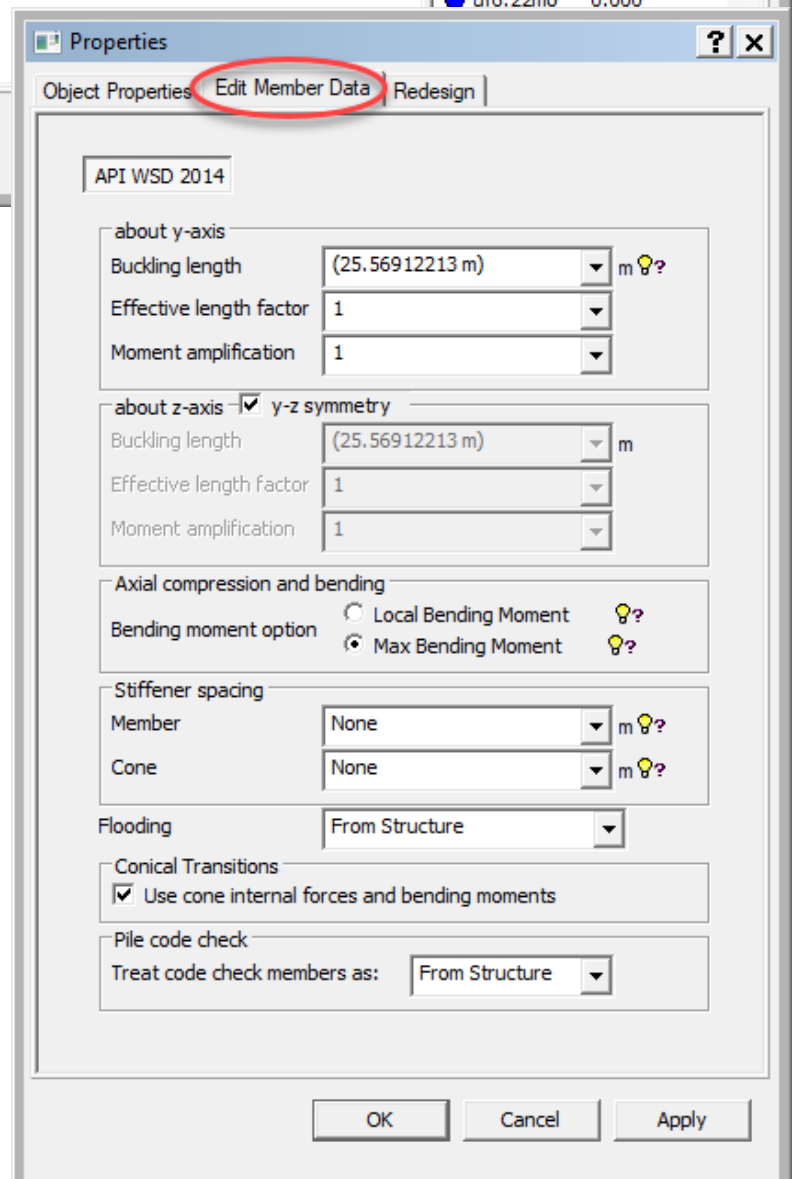 Properties
Object Properties Edit Member Data Redesign
API WSD 2014
about y-axis
Buckling length (25.56912213 m) m ?
Effective length factor 1
Moment amplification 1
about z-axis y-z symmetry
Buckling length (25.56912213 m) m
Effective length factor 1
Moment amplification 1
Axial compression and bending
Bending moment option
Local Bending Moment ?
Max Bending Moment ?
Stiffener spacing
Member None m ?
Cone None m ?
Flooding From Structure
Conical Transitions
Use cone internal forces and bending moments
Pile code check
Treat code check members as: From Structure
OK Cancel Apply